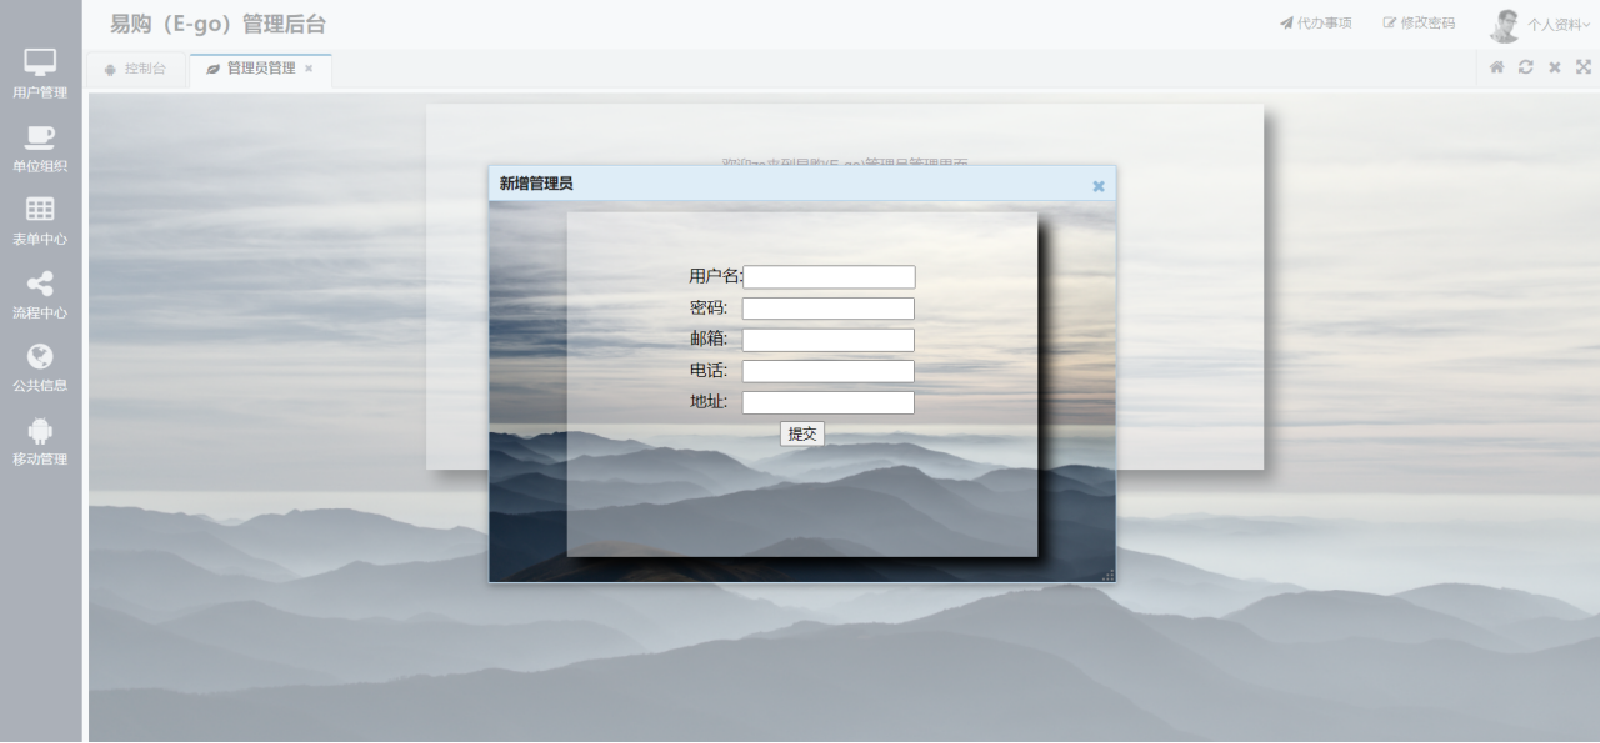 易购（E-go）管理后台
代办事项
修改密码
个人资料
控制台
管理员管理
用户管理
单位组织
表单中心
流程中心
公共信息
移动管理
新增管理员
用户名:
密码:
邮箱:
电话:
地址:
提交